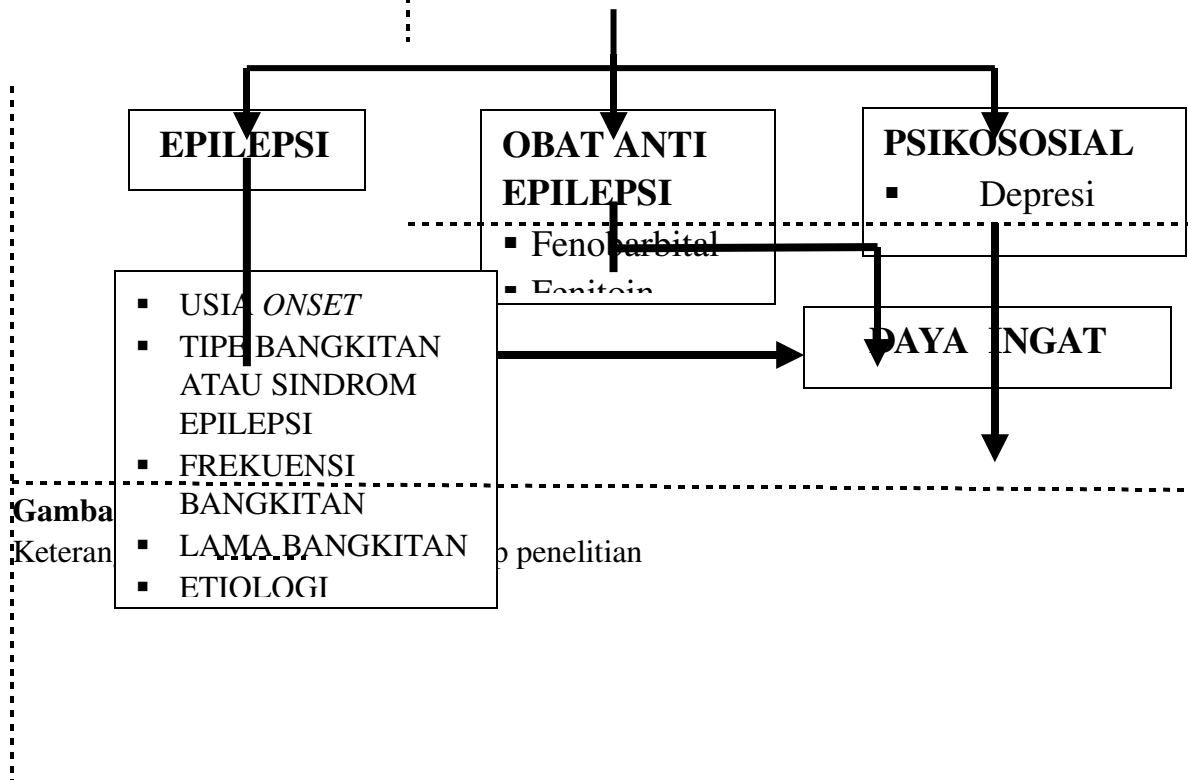 EPILEPSI
OBAT ANTI
EPILEPSI
▪ Fenobarbital
▪ Fenitoin
PSIKOSOSIAL
▪ Depresi
▪ USIA ONSET
▪ TIPE BANGKITAN
ATAU SINDROM
EPILEPSI
▪ FREKUENSI
BANGKITAN
▪ LAMA BANGKITAN
▪ ETIOLOGI
DAYA INGAT
Gamba
Keteran
p penelitian